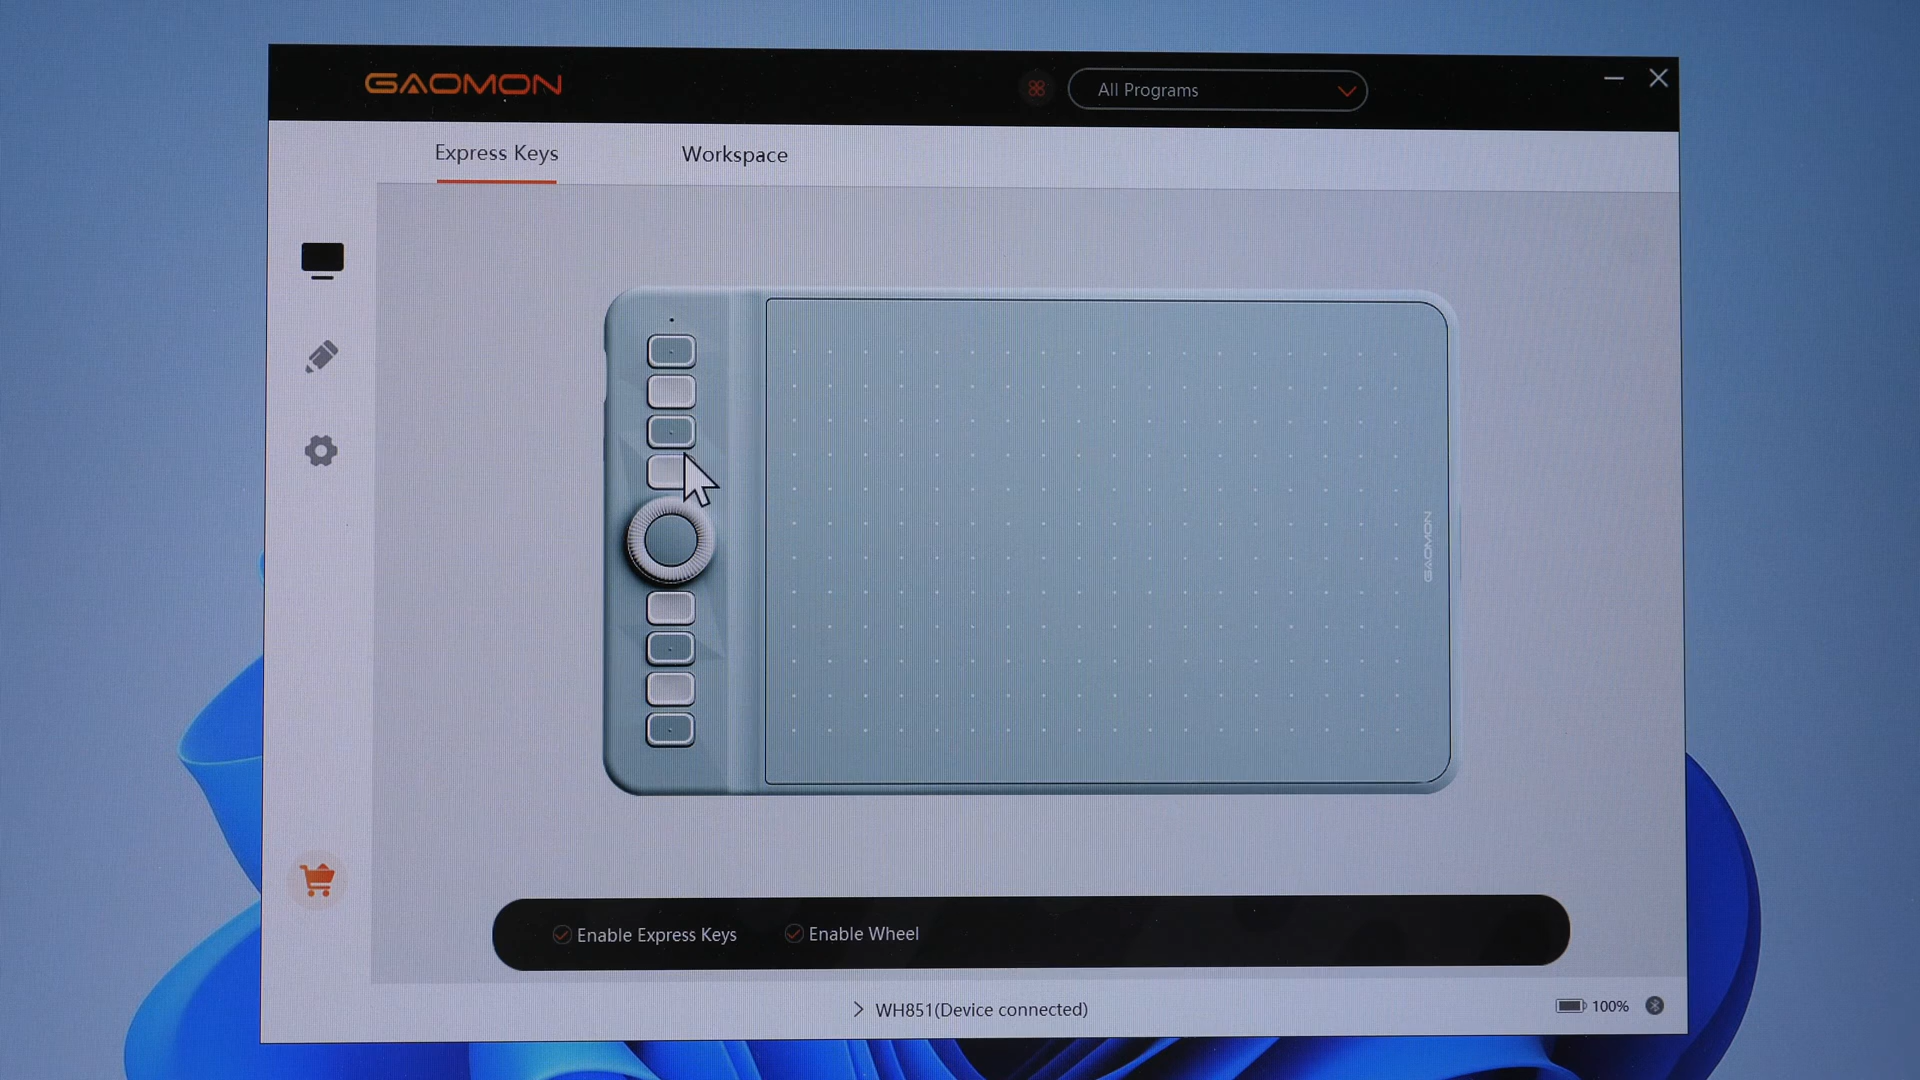 GAOMON
All Programs
Express Keys
Workspace
GAOMON
Enable Express Keys
Enable Wheel
WH851(Device connected)
100%